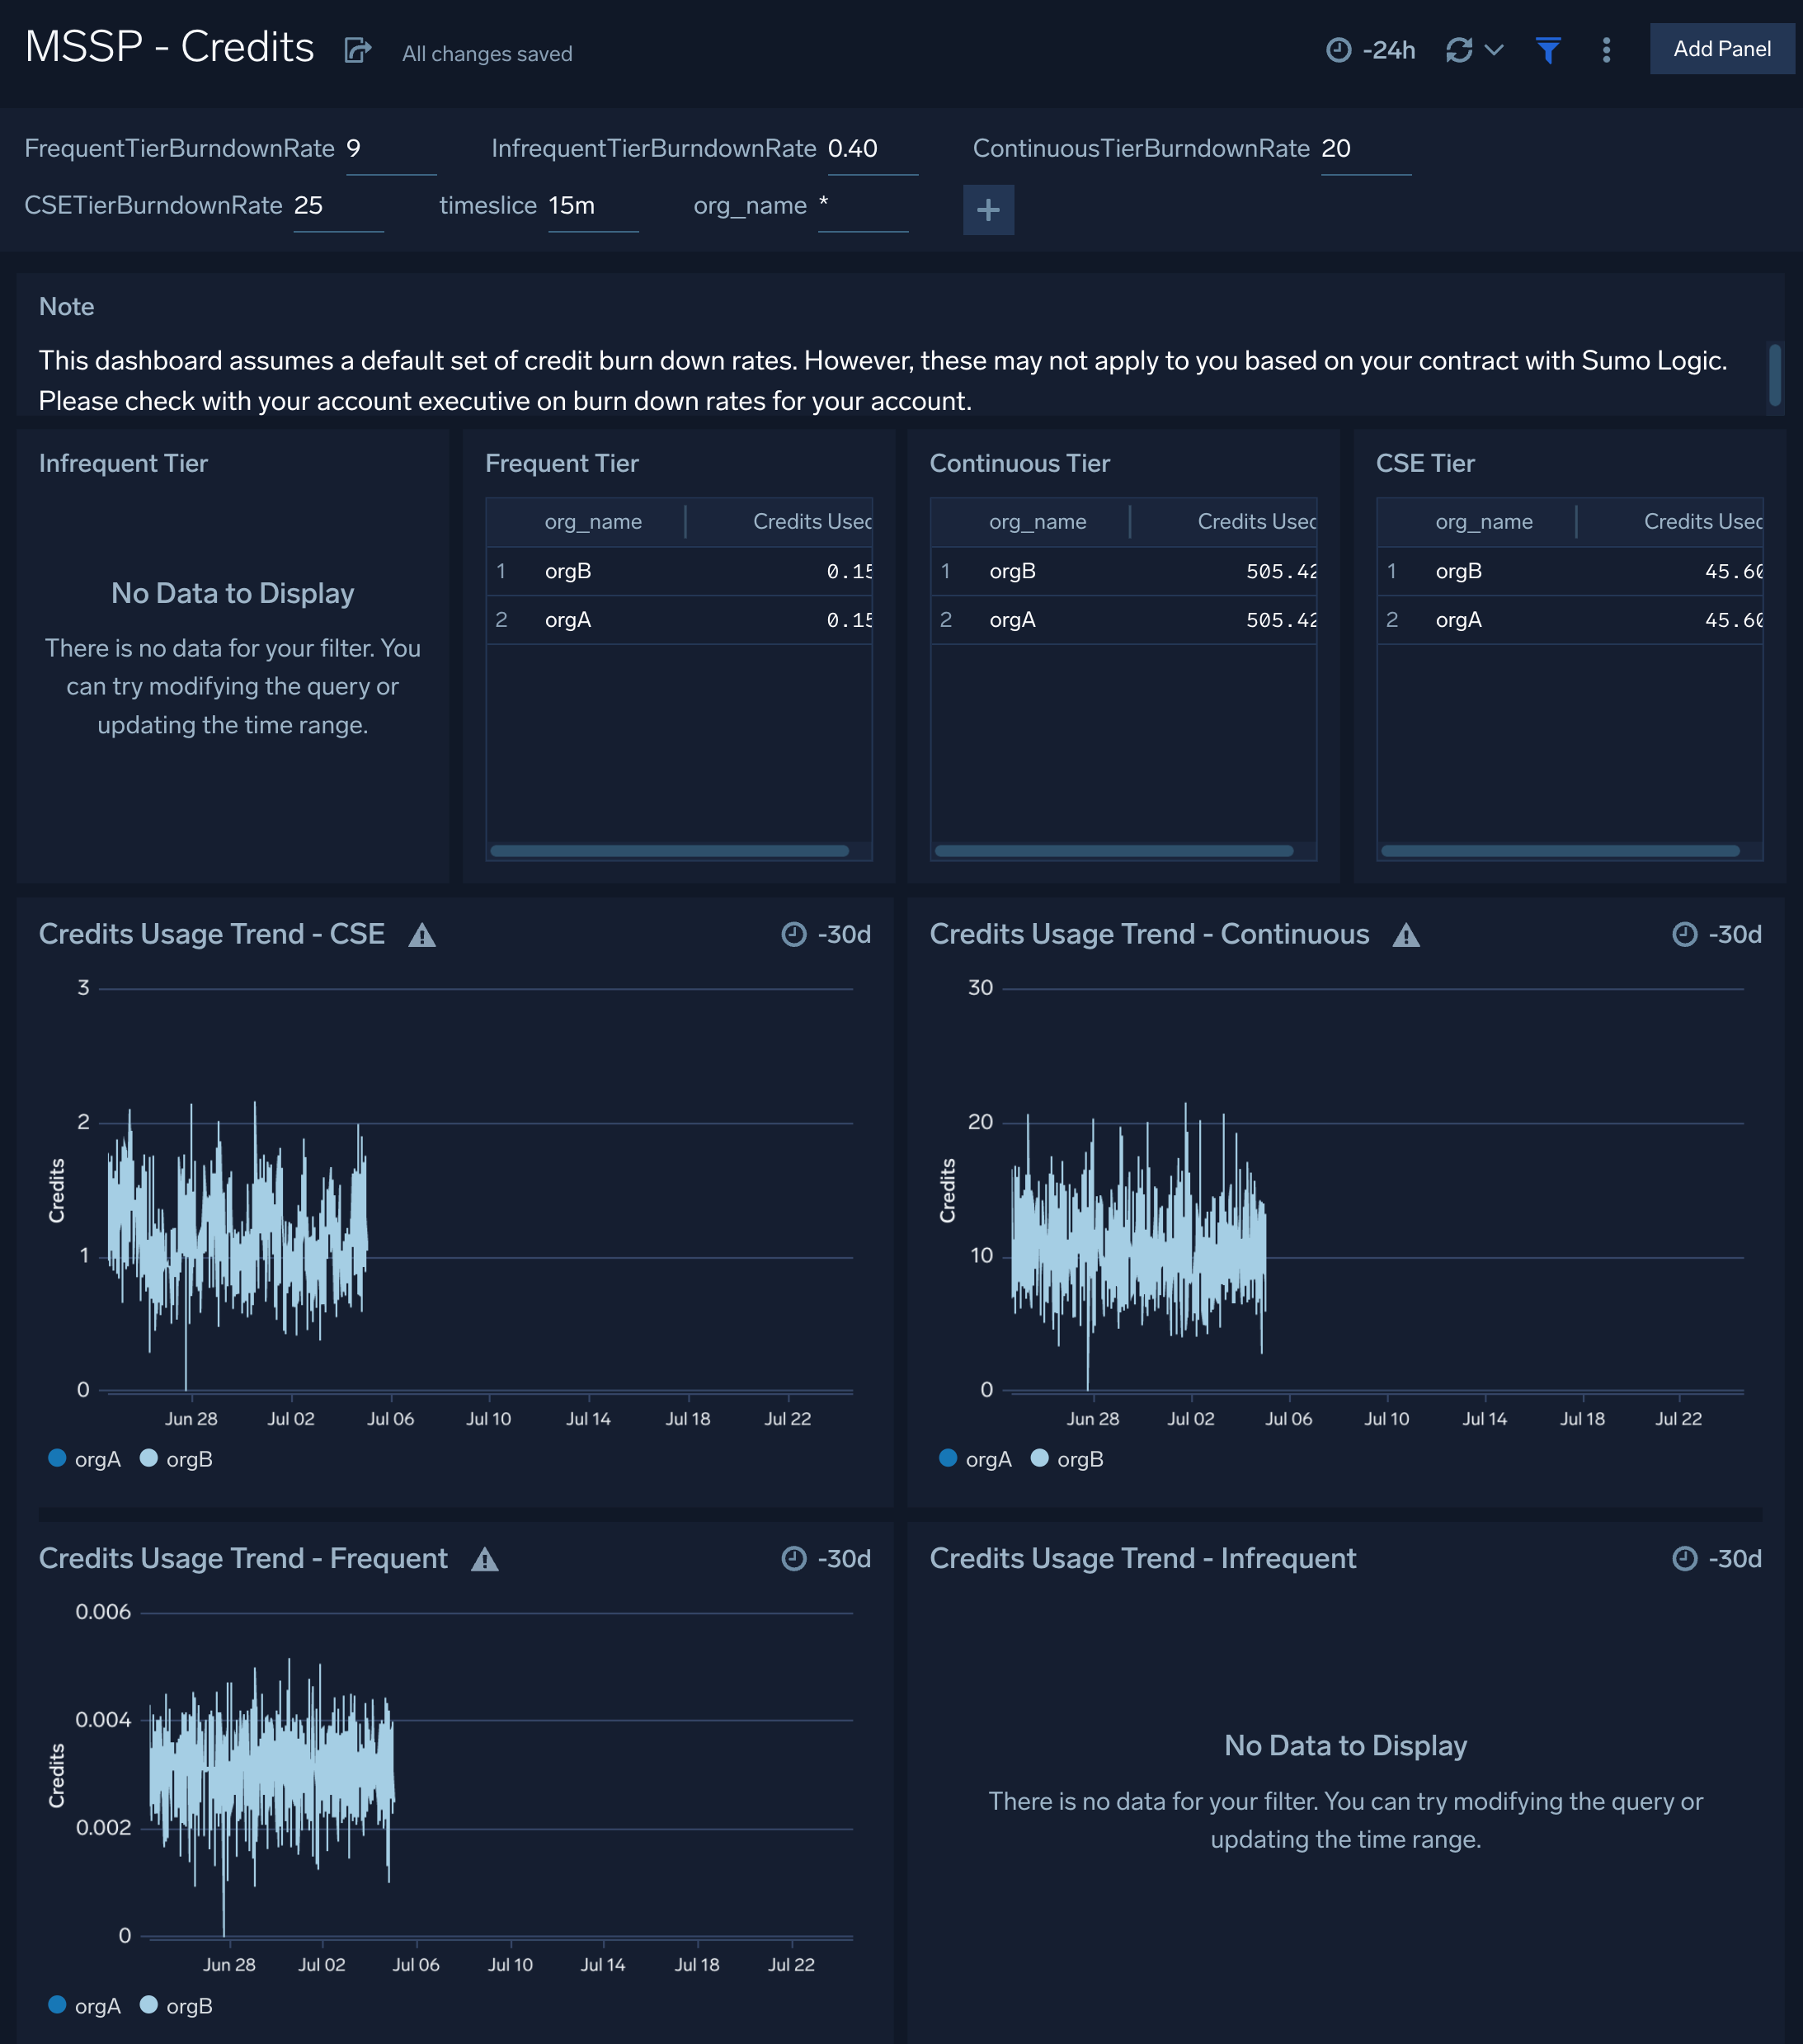 MSSP - Credits
All changes saved
-24h
Add Panel
FrequentTierBurndownRate 9
InfrequentTierBurndownRate 0.40
ContinuousTierBurndownRate 20
CSETierBurndownRate 25
timeslice 15m
org_name *
Note
This dashboard assumes a default set of credit burn down rates. However, these may not apply to you based on your contract with Sumo Logic.
Please check with your account executive on burn down rates for your account.
Infrequent Tier
No Data to Display
There is no data for your filter. You
can try modifying the query or
updating the time range.
Frequent Tier
org_name Credits Used
1 orgB 0.15
2 orgA 0.15
Continuous Tier
org_name Credits Used
1 orgB 505.42
2 orgA 505.42
CSE Tier
org_name Credits Used
1 orgB 45.60
2 orgA 45.60
Credits Usage Trend - CSE
-30d
3
2
1
0
Credits
Jun 28 Jul 02 Jul 06 Jul 10 Jul 14 Jul 18 Jul 22
orgA orgB
Credits Usage Trend - Continuous
-30d
30
20
10
0
Credits
Jun 28 Jul 02 Jul 06 Jul 10 Jul 14 Jul 18 Jul 22
orgA orgB
Credits Usage Trend - Frequent
-30d
0.006
0.004
0.002
0
Credits
Jun 28 Jul 02 Jul 06 Jul 10 Jul 14 Jul 18 Jul 22
orgA orgB
Credits Usage Trend - Infrequent
-30d
No Data to Display
There is no data for your filter. You can try modifying the query or
updating the time range.